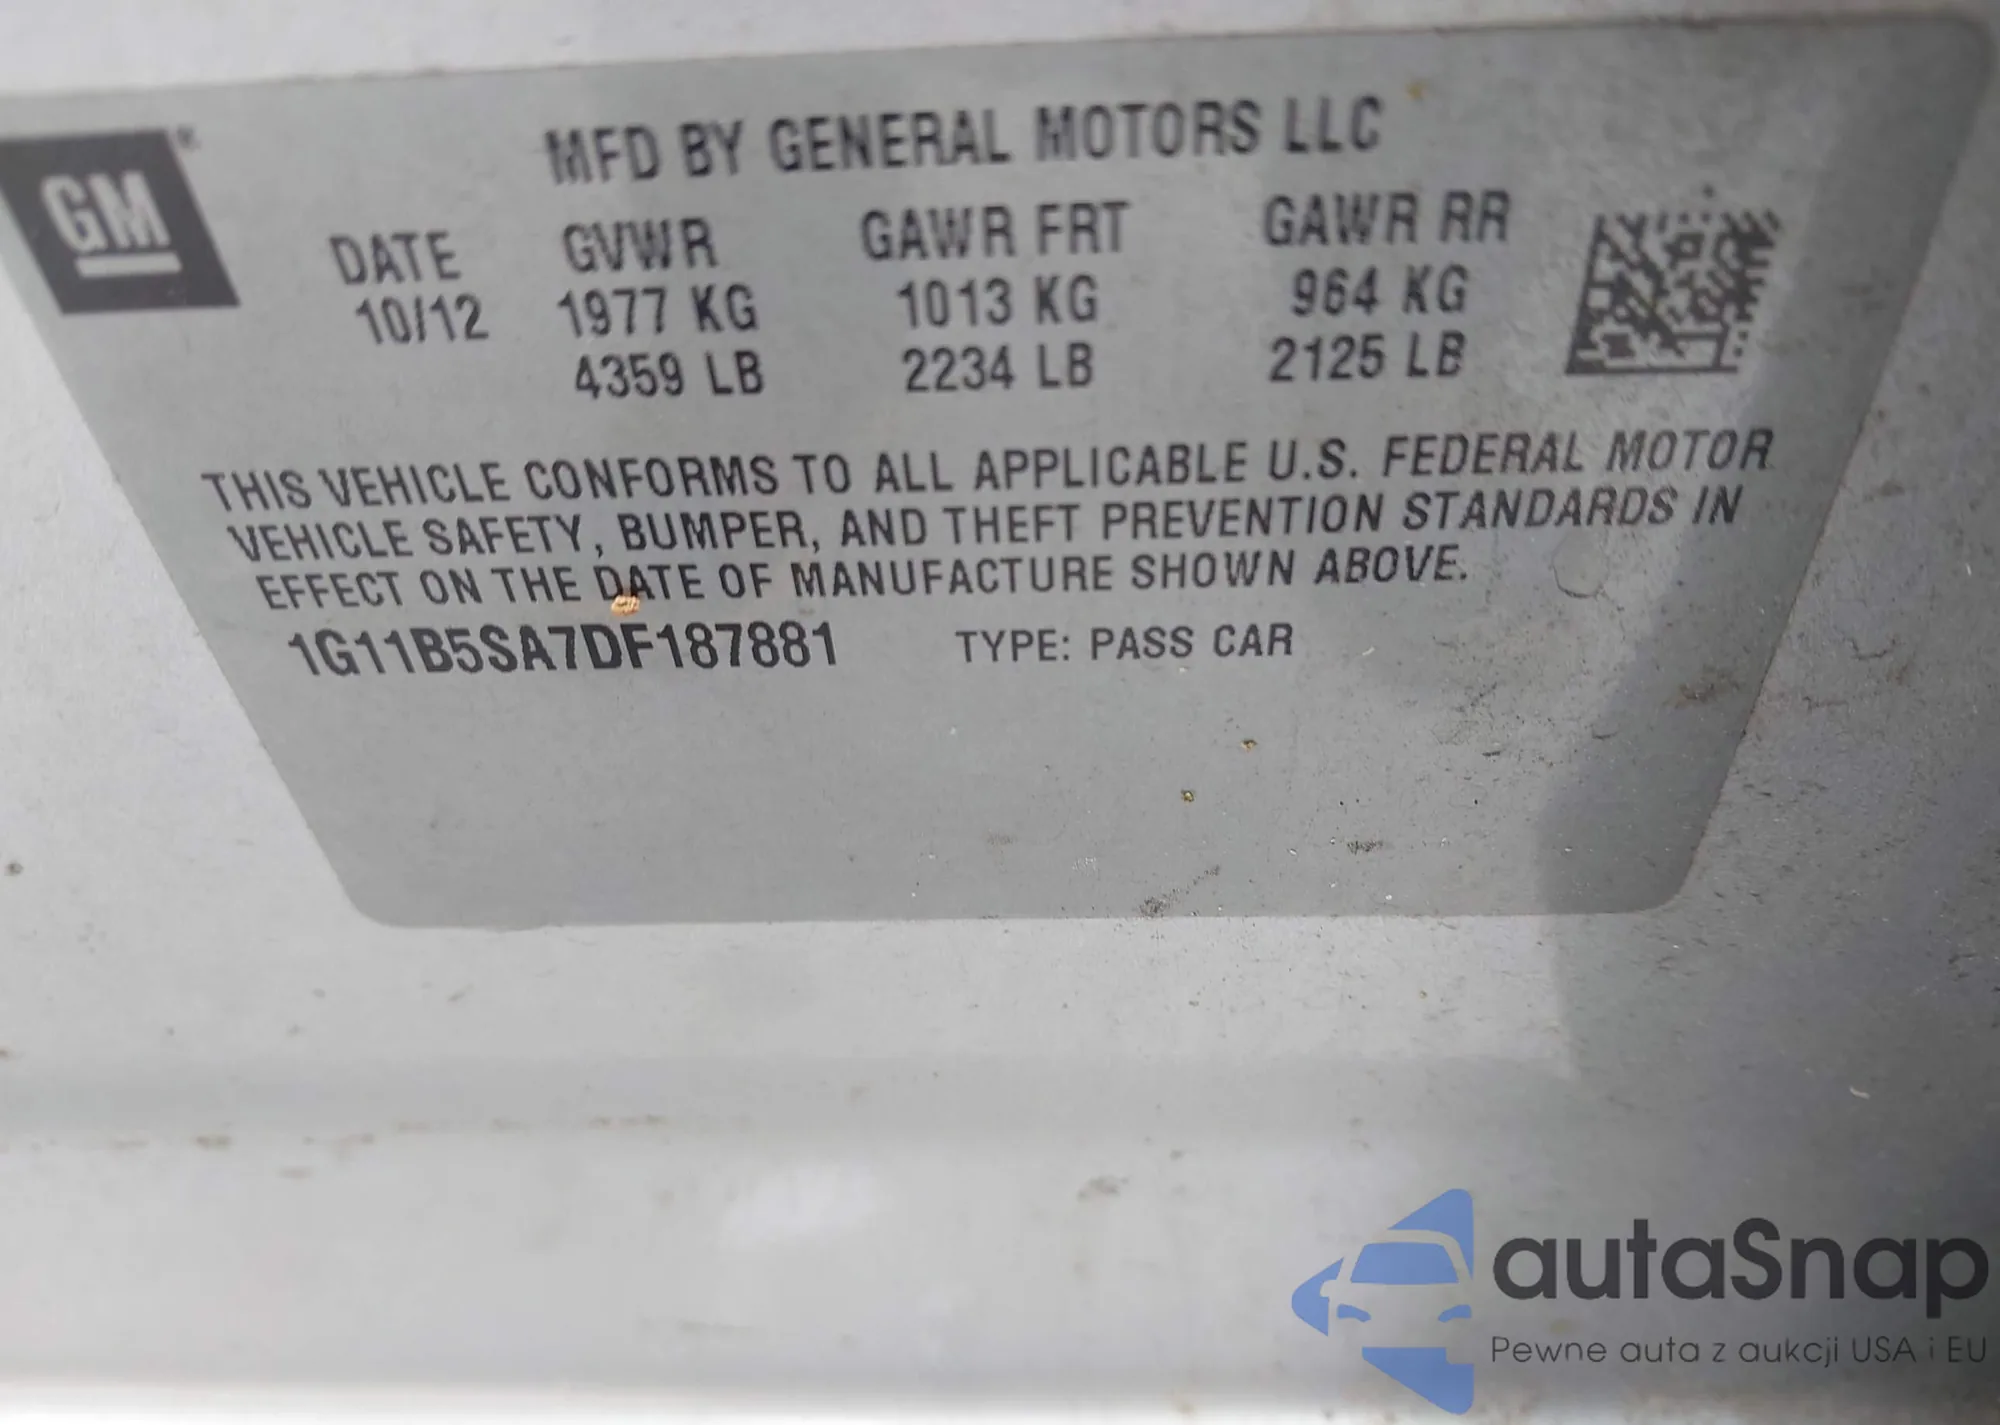 GM®
MFD BY GENERAL MOTORS LLC
DATE GVWR GAWR FRT GAWR RR
10/12 1977 KG 1013 KG 964 KG
4359 LB 2234 LB 2125 LB
THIS VEHICLE CONFORMS TO ALL APPLICABLE U.S. FEDERAL MOTOR
VEHICLE SAFETY, BUMPER, AND THEFT PREVENTION STANDARDS IN
EFFECT ON THE DATE OF MANUFACTURE SHOWN ABOVE.
1G11B5SA7DF187881 TYPE: PASS CAR
autaSnap
Pewne auta z aukcji USA i EU